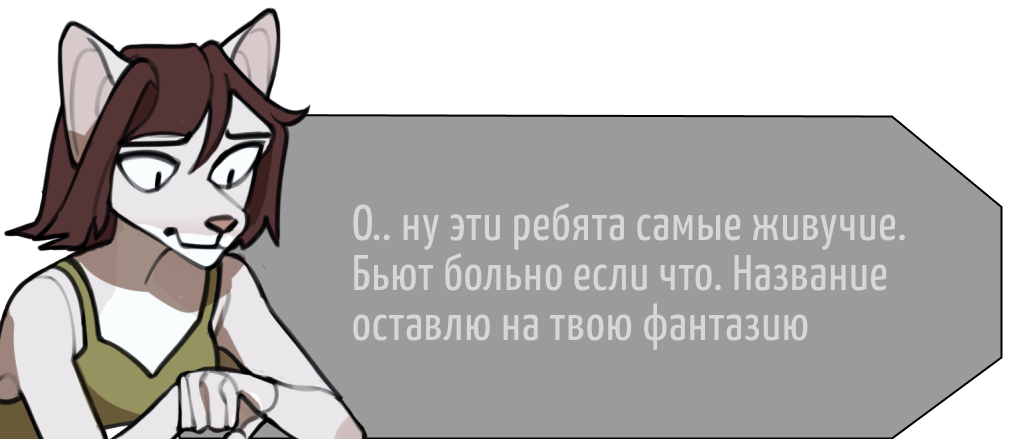 О.. ну эти ребята самые живучие.
Бьют больно если что. Название
оставлю на твою фантазию